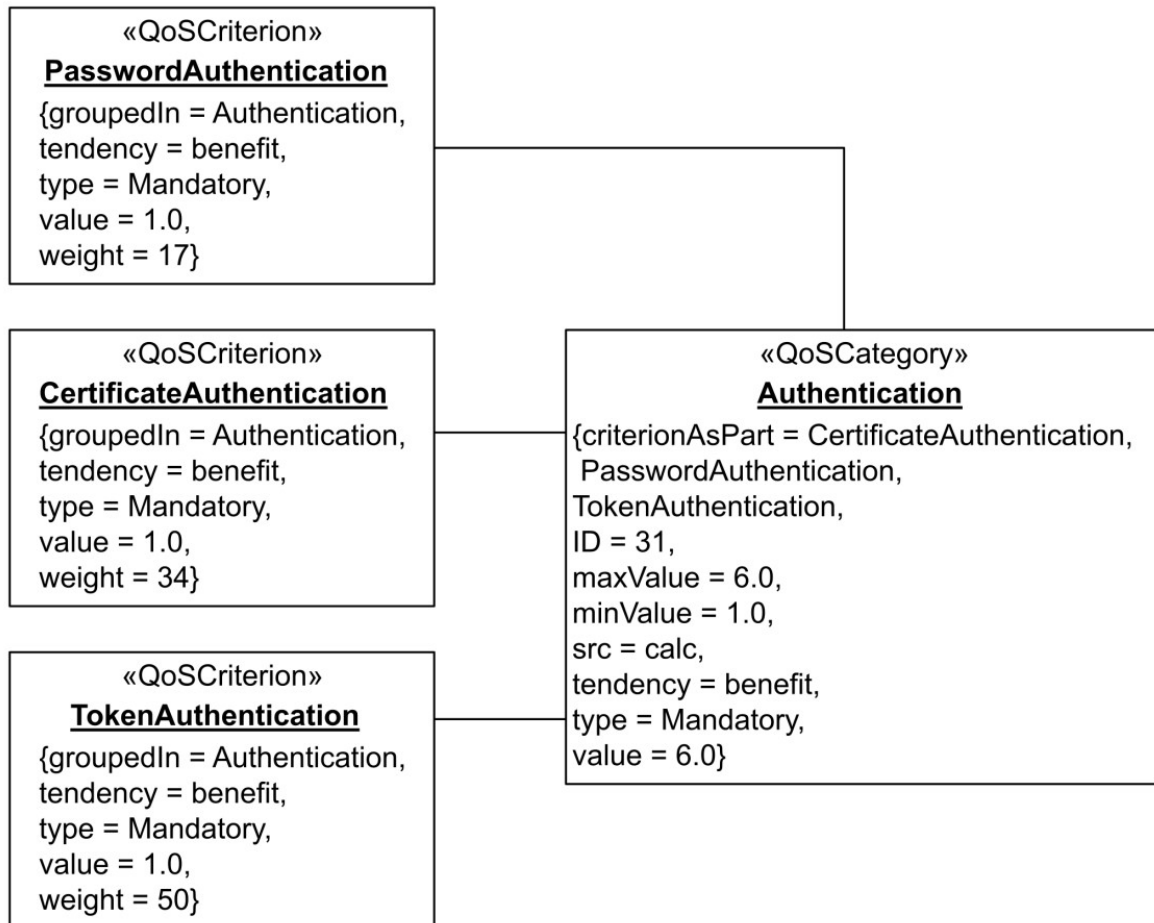 «QoSCriterion»
PasswordAuthentication
{groupedIn = Authentication,
tendency = benefit,
type = Mandatory,
value = 1.0,
weight = 17}
«QoSCriterion»
CertificateAuthentication
{groupedIn = Authentication,
tendency = benefit,
type = Mandatory,
value = 1.0,
weight = 34}
«QoSCriterion»
TokenAuthentication
{groupedIn = Authentication,
tendency = benefit,
type = Mandatory,
value = 1.0,
weight = 50}
«QoSCategory»
Authentication
{criterionAsPart = CertificateAuthentication,
PasswordAuthentication,
TokenAuthentication,
ID = 31,
maxValue = 6.0,
minValue = 1.0,
src = calc,
tendency = benefit,
type = Mandatory,
value = 6.0}